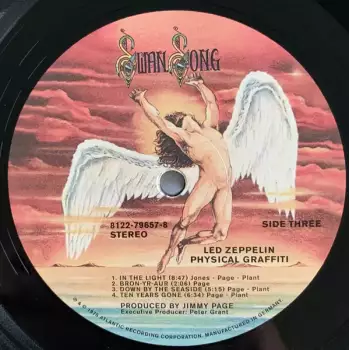 SWAN SONG
8122-79657-8
STEREO
SIDE THREE
LED ZEPPELIN
PHYSICAL GRAFFITI
1. IN THE LIGHT (8:47) Jones - Page - Plant
2. BRON-YR-AUR (2:06) Page
3. DOWN BY THE SEASIDE (5:15) Page - Plant
4. TEN YEARS GONE (6:34) Page - Plant
PRODUCED BY JIMMY PAGE
Executive Producer: Peter Grant
℗ © 1975 ATLANTIC RECORDING CORPORATION. MANUFACTURED IN GERMANY